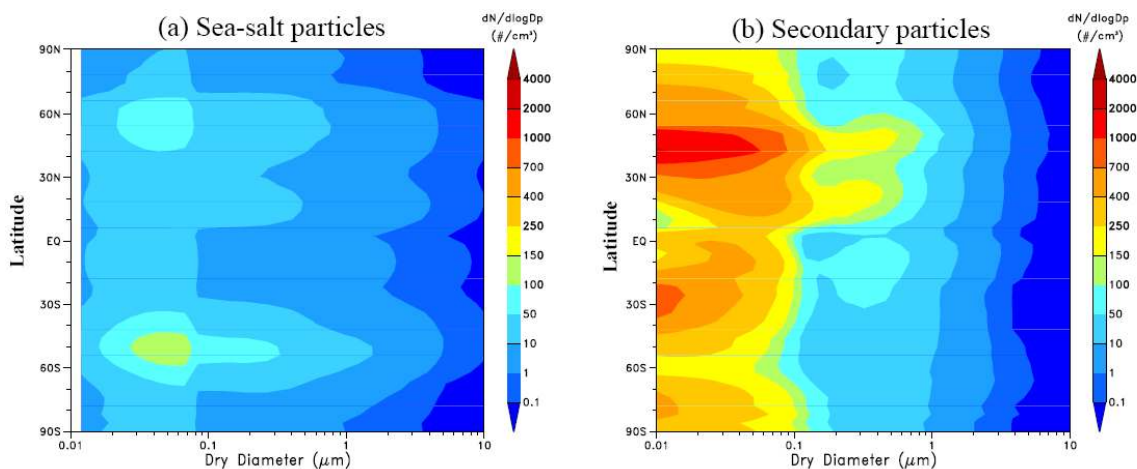 (a) Sea-salt particles
dN/dlogDp
(#/cm³)
90N
60N
30N
EQ
30S
60S
90S
Latitude
0.01
0.1
1
10
Dry Diameter (μm)
4000
2000
1000
700
400
250
150
100
50
10
1
0.1
(b) Secondary particles
dN/dlogDp
(#/cm³)
90N
60N
30N
EQ
30S
60S
90S
Latitude
0.01
0.1
1
10
Dry Diameter (μm)
4000
2000
1000
700
400
250
150
100
50
10
1
0.1